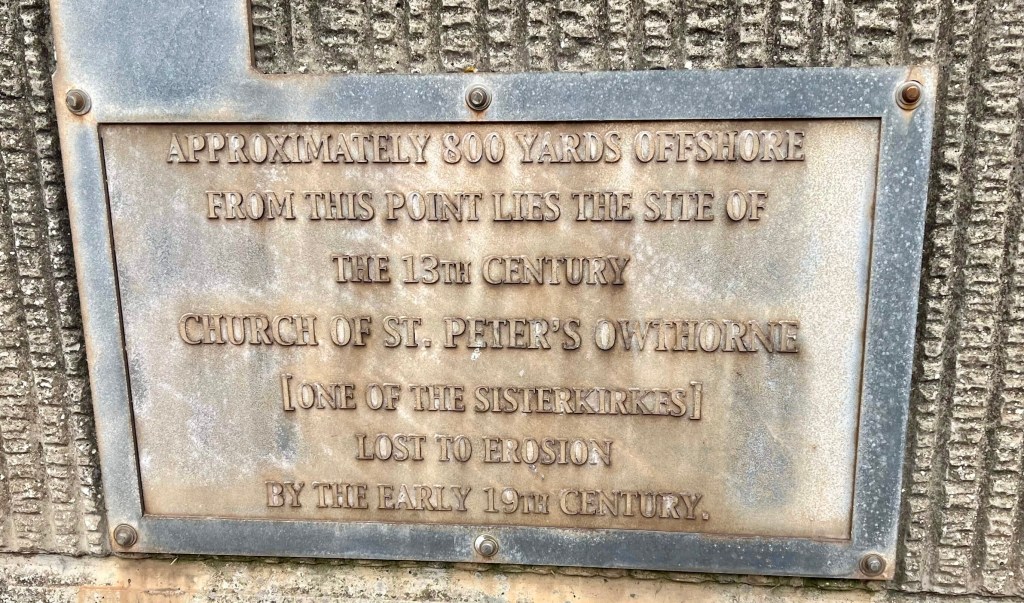 APPROXIMATELY 800 YARDS OFFSHORE
FROM THIS POINT LIES THE SITE OF
THE 13TH CENTURY
CHURCH OF ST. PETER'S OWTHORNE
[ONE OF THE SISTERKIRKES]
LOST TO EROSION
BY THE EARLY 19TH CENTURY.